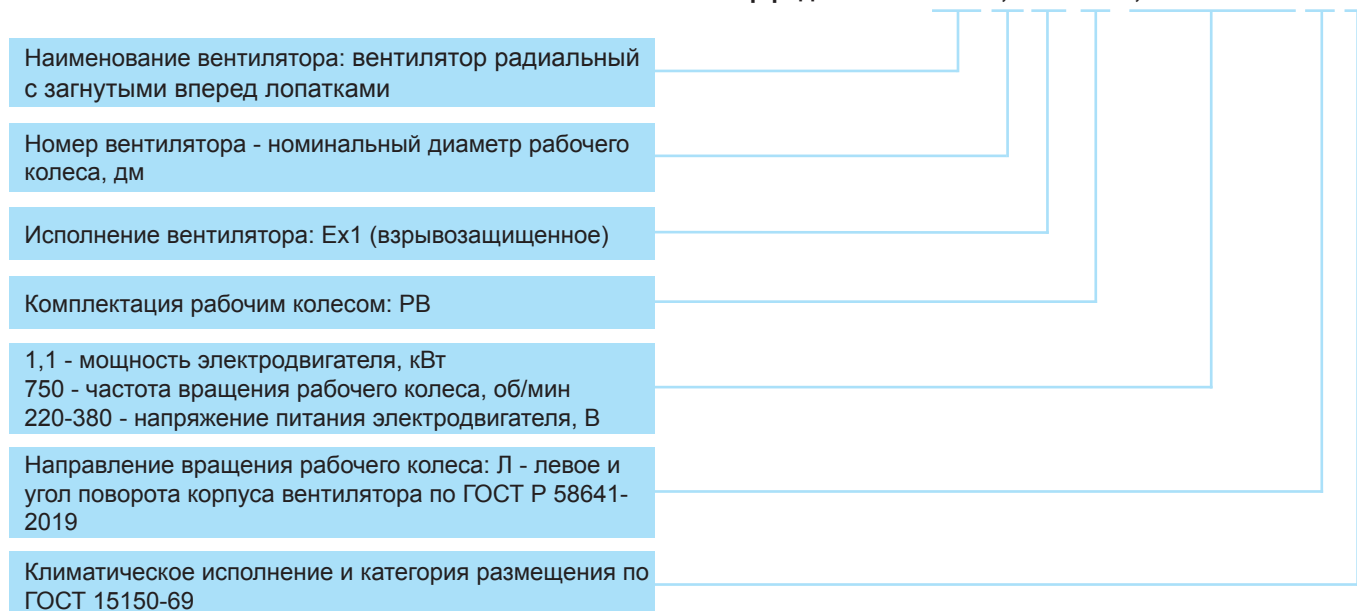 Наименование вентилятора: вентилятор радиальный
с загнутыми вперед лопатками
Номер вентилятора - номинальный диаметр рабочего
колеса, дм
Исполнение вентилятора: Ex1 (взрывозащищенное)
Комплектация рабочим колесом: РВ
1,1 - мощность электродвигателя, кВт
750 - частота вращения рабочего колеса, об/мин
220-380 - напряжение питания электродвигателя, В
Направление вращения рабочего колеса: Л - левое и
угол поворота корпуса вентилятора по ГОСТ Р 58641-
2019
Климатическое исполнение и категория размещения по
ГОСТ 15150-69